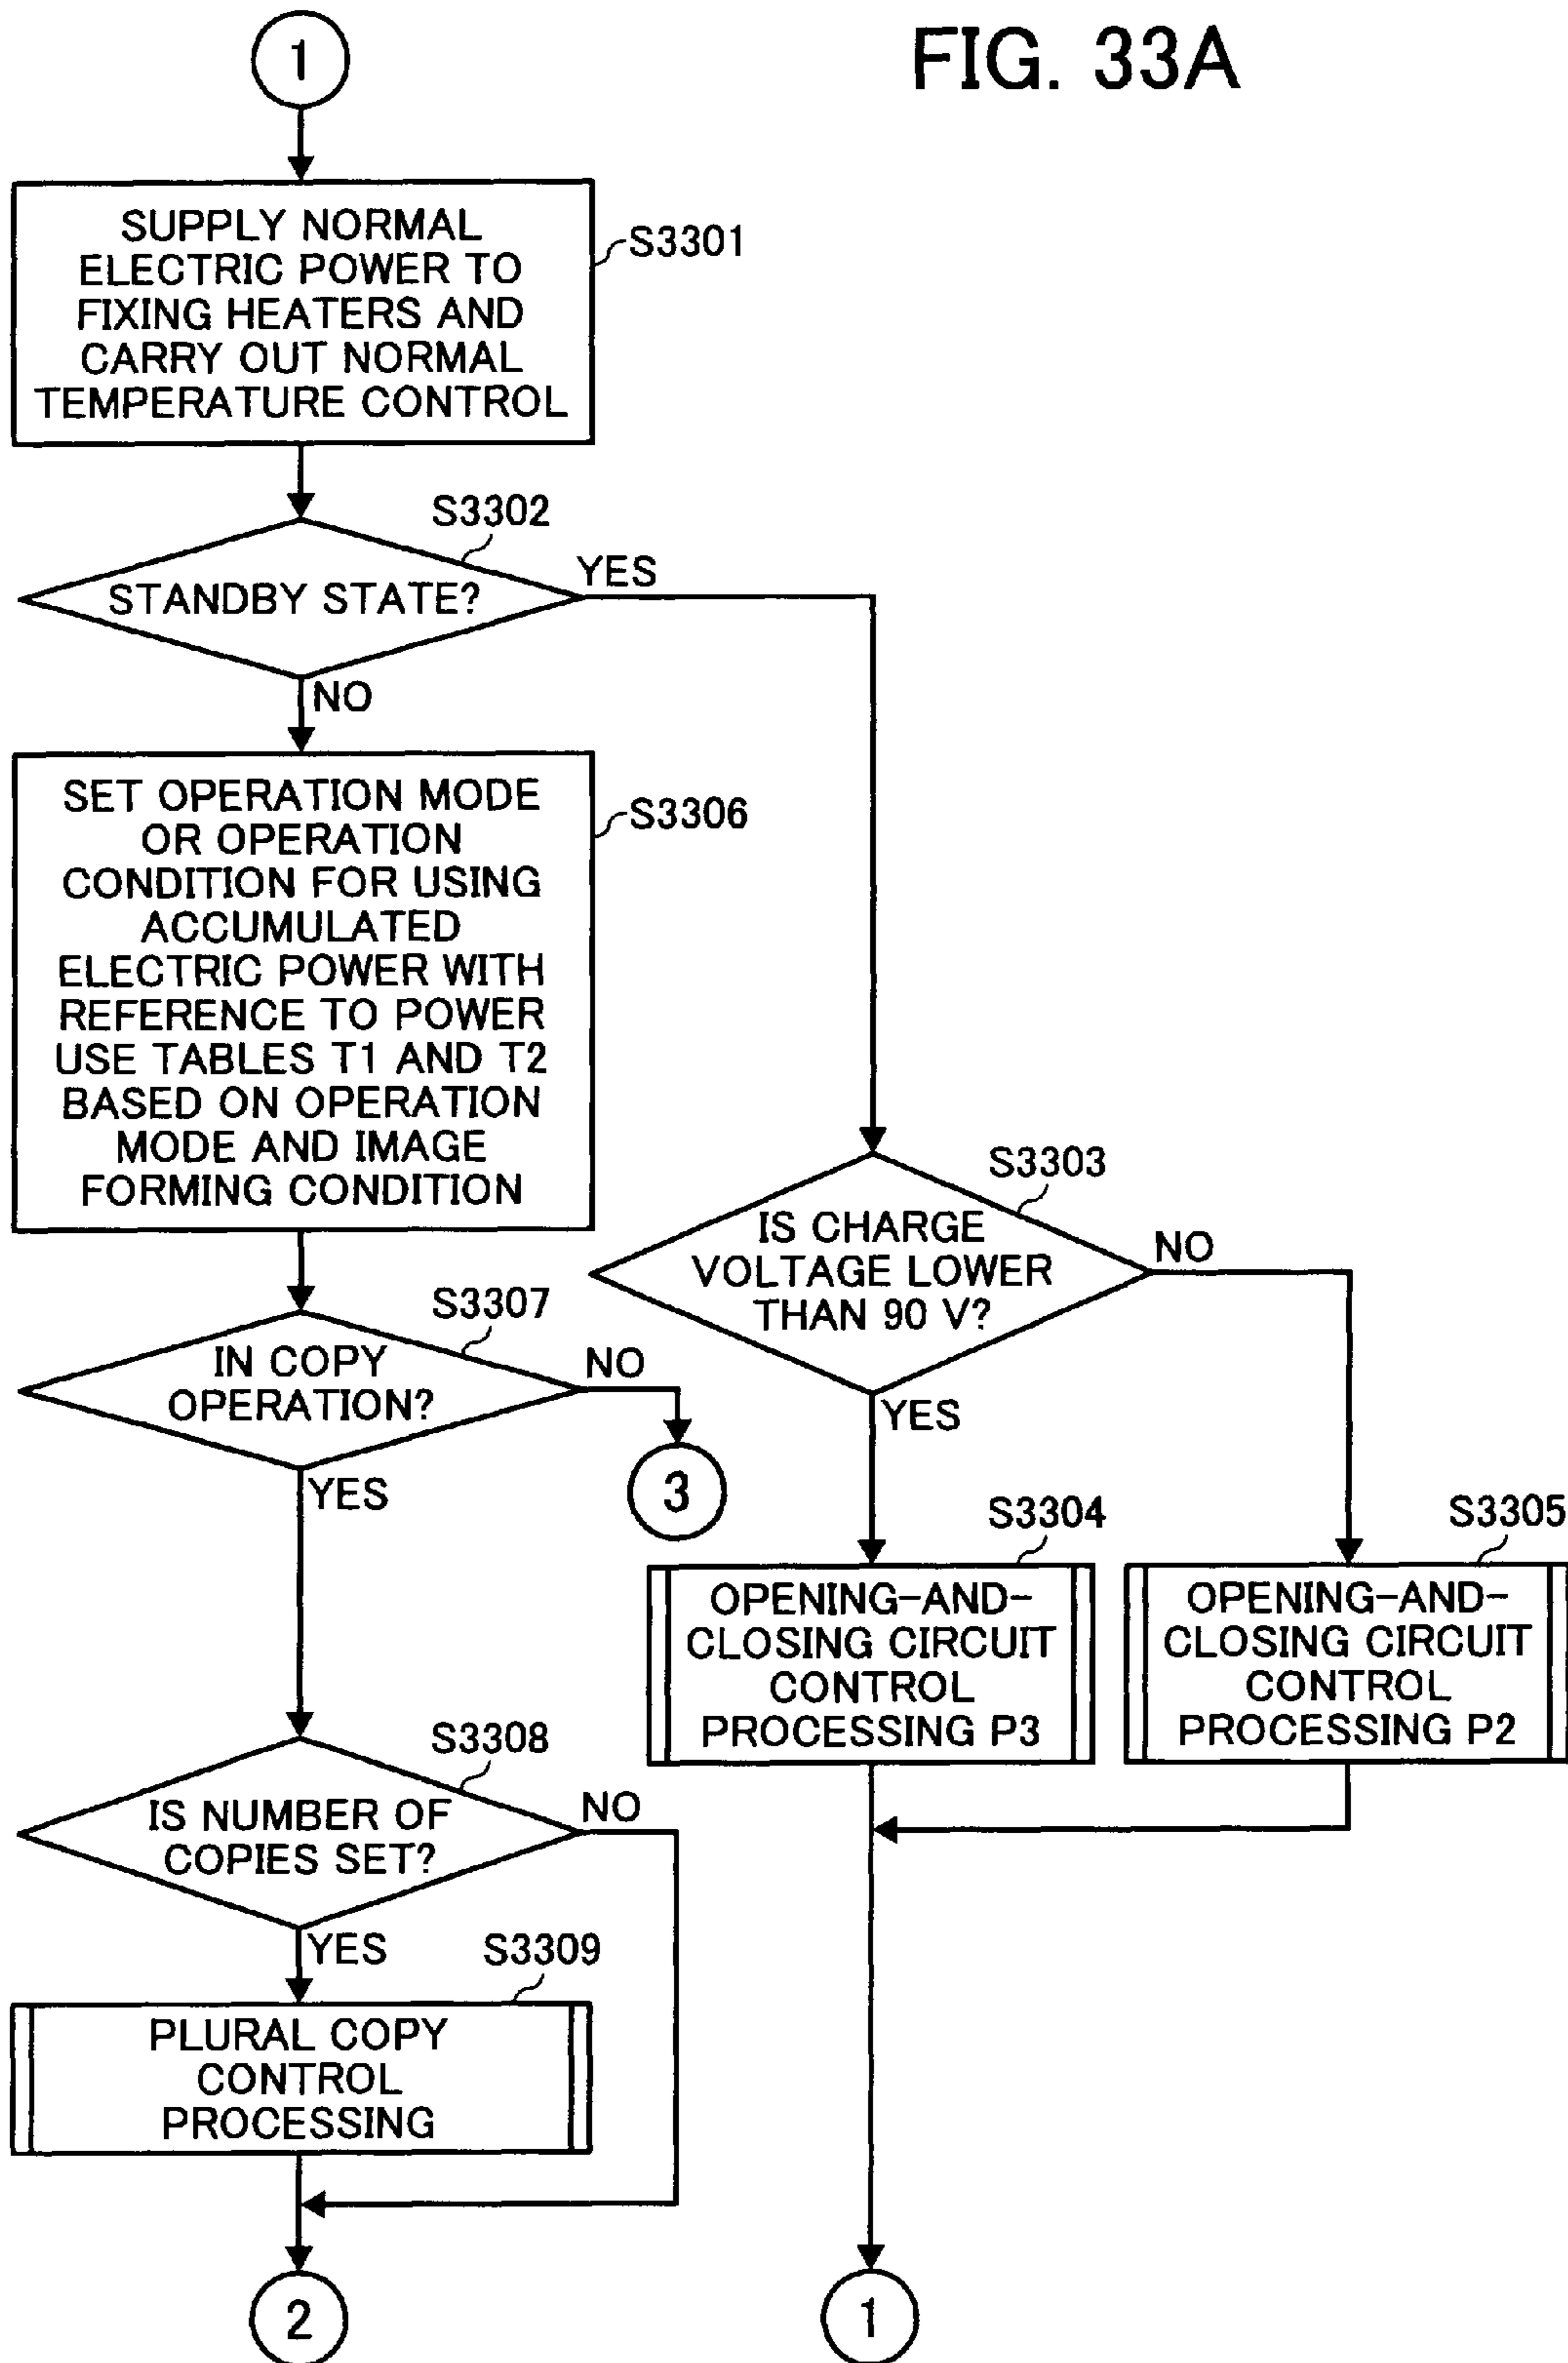 FIG. 33A
1
SUPPLY NORMAL
ELECTRIC POWER TO
FIXING HEATERS AND
CARRY OUT NORMAL
TEMPERATURE CONTROL
S3301
S3302
STANDBY STATE?
YES
NO
SET OPERATION MODE
OR OPERATION
CONDITION FOR USING
ACCUMULATED
ELECTRIC POWER WITH
REFERENCE TO POWER
USE TABLES T1 AND T2
BASED ON OPERATION
MODE AND IMAGE
FORMING CONDITION
S3306
S3303
IS CHARGE
VOLTAGE LOWER
THAN 90 V?
NO
YES
S3307
IN COPY
OPERATION?
NO
YES
3
S3304
OPENING-AND-
CLOSING CIRCUIT
CONTROL
PROCESSING P3
S3305
OPENING-AND-
CLOSING CIRCUIT
CONTROL
PROCESSING P2
S3308
IS NUMBER OF
COPIES SET?
NO
YES
S3309
PLURAL COPY
CONTROL
PROCESSING
2
1